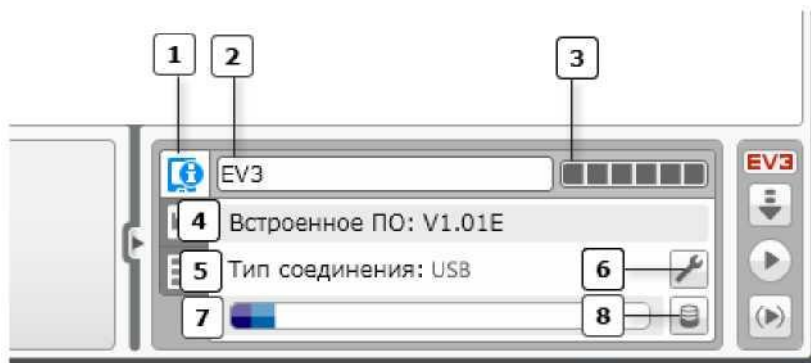 1 2 3
EV3 EV3
4 Встроенное ПО: V1.01E
5 Тип соединения: USB 6
7 8